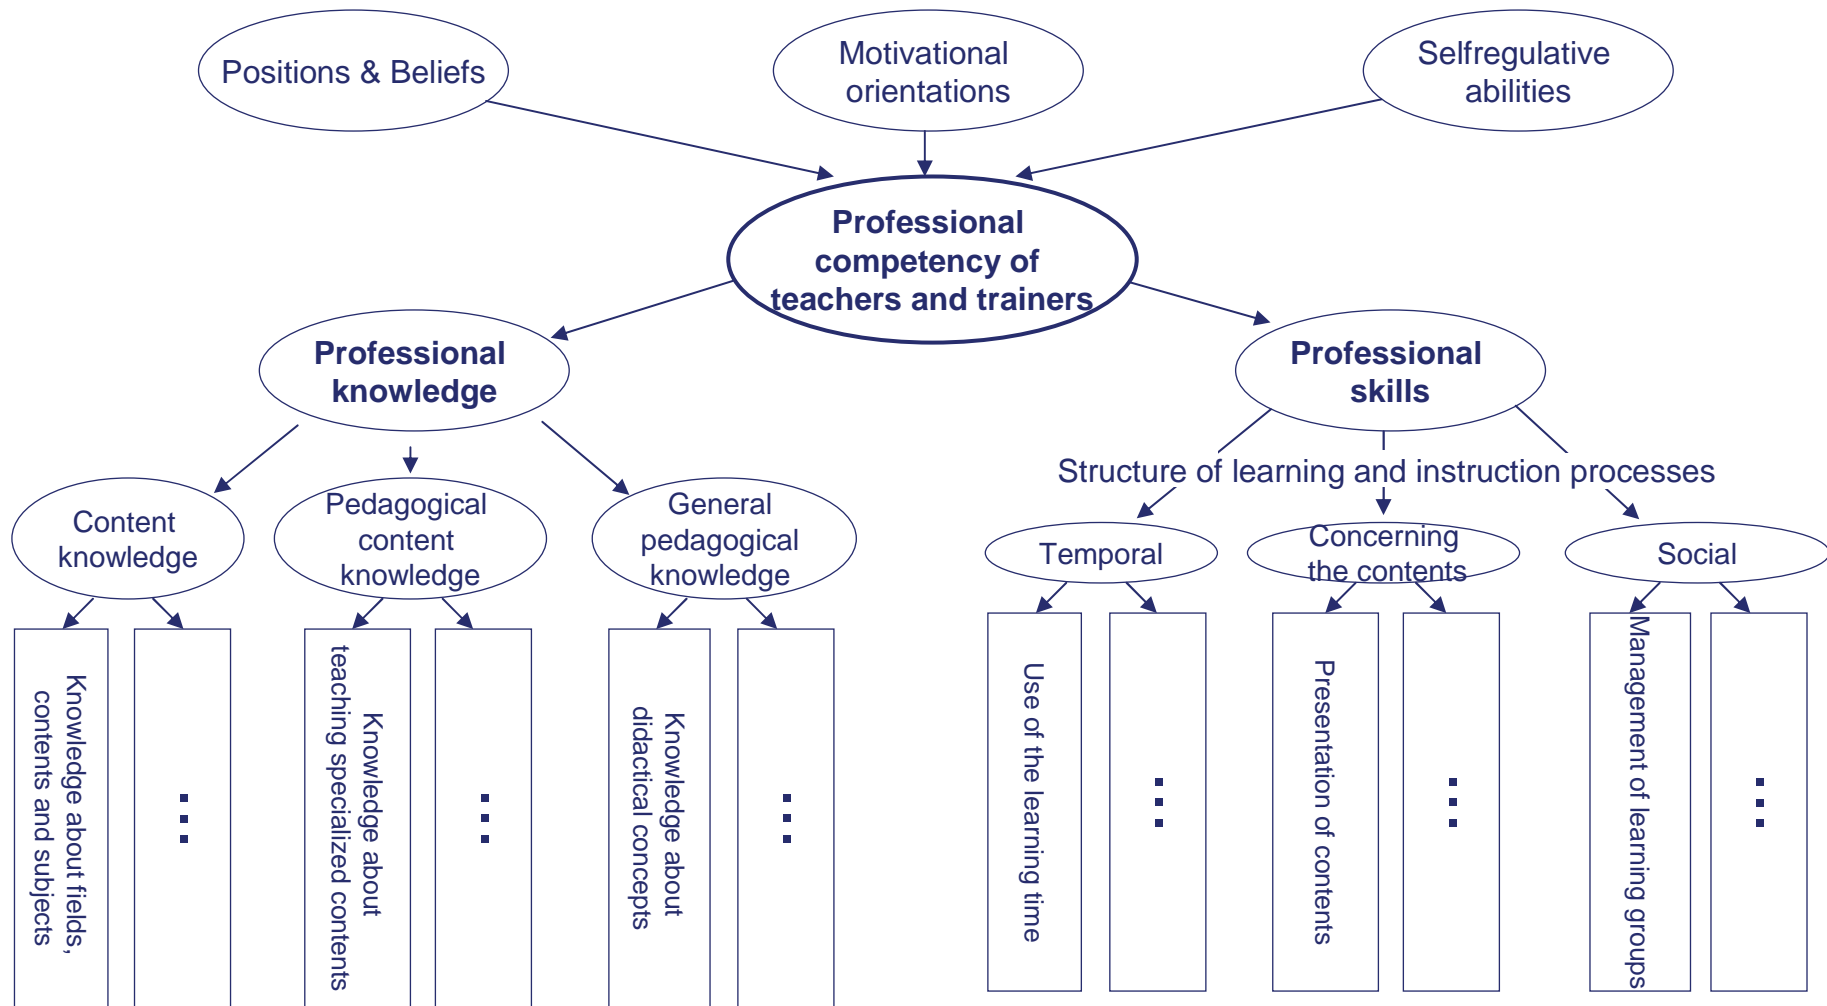 Positions & Beliefs
Motivational
orientations
Selfregulative
abilities
Professional
competency of
teachers and trainers
Professional
knowledge
Professional
skills
Structure of learning and instruction processes
Content
knowledge
Pedagogical
content
knowledge
General
pedagogical
knowledge
Temporal
Concerning
the contents
Social
Knowledge about fields,
contents and subjects
...
Knowledge about
teaching specialized contents
...
Knowledge about
didactical concepts
...
Use of the learning time
...
Presentation of contents
...
Management of learning groups
...